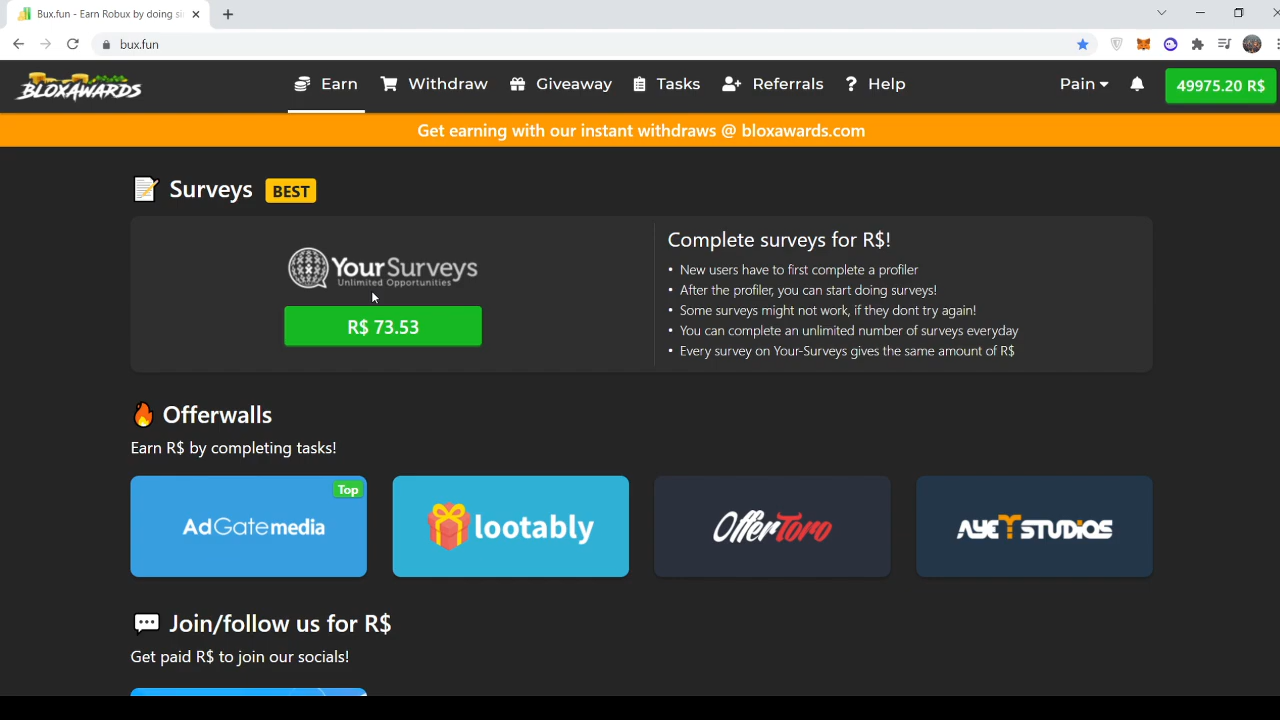 Bux.fun - Earn Robux by doing si
bux.fun
BLOXAWARDS
Earn
Withdraw
Giveaway
Tasks
Referrals
? Help
Pain
49975.20 R$
Get earning with our instant withdraws @ bloxawards.com
Surveys BEST
YourSurveys
Unlimited Opportunities
R$ 73.53
Complete surveys for R$!
• New users have to first complete a profiler
• After the profiler, you can start doing surveys!
• Some surveys might not work, if they dont try again!
• You can complete an unlimited number of surveys everyday
• Every survey on Your-Surveys gives the same amount of R$
Offerwalls
Earn R$ by completing tasks!
Top
AdGatemedia
lootably
OfferToro
AYET STUDIOS
Join/follow us for R$
Get paid R$ to join our socials!